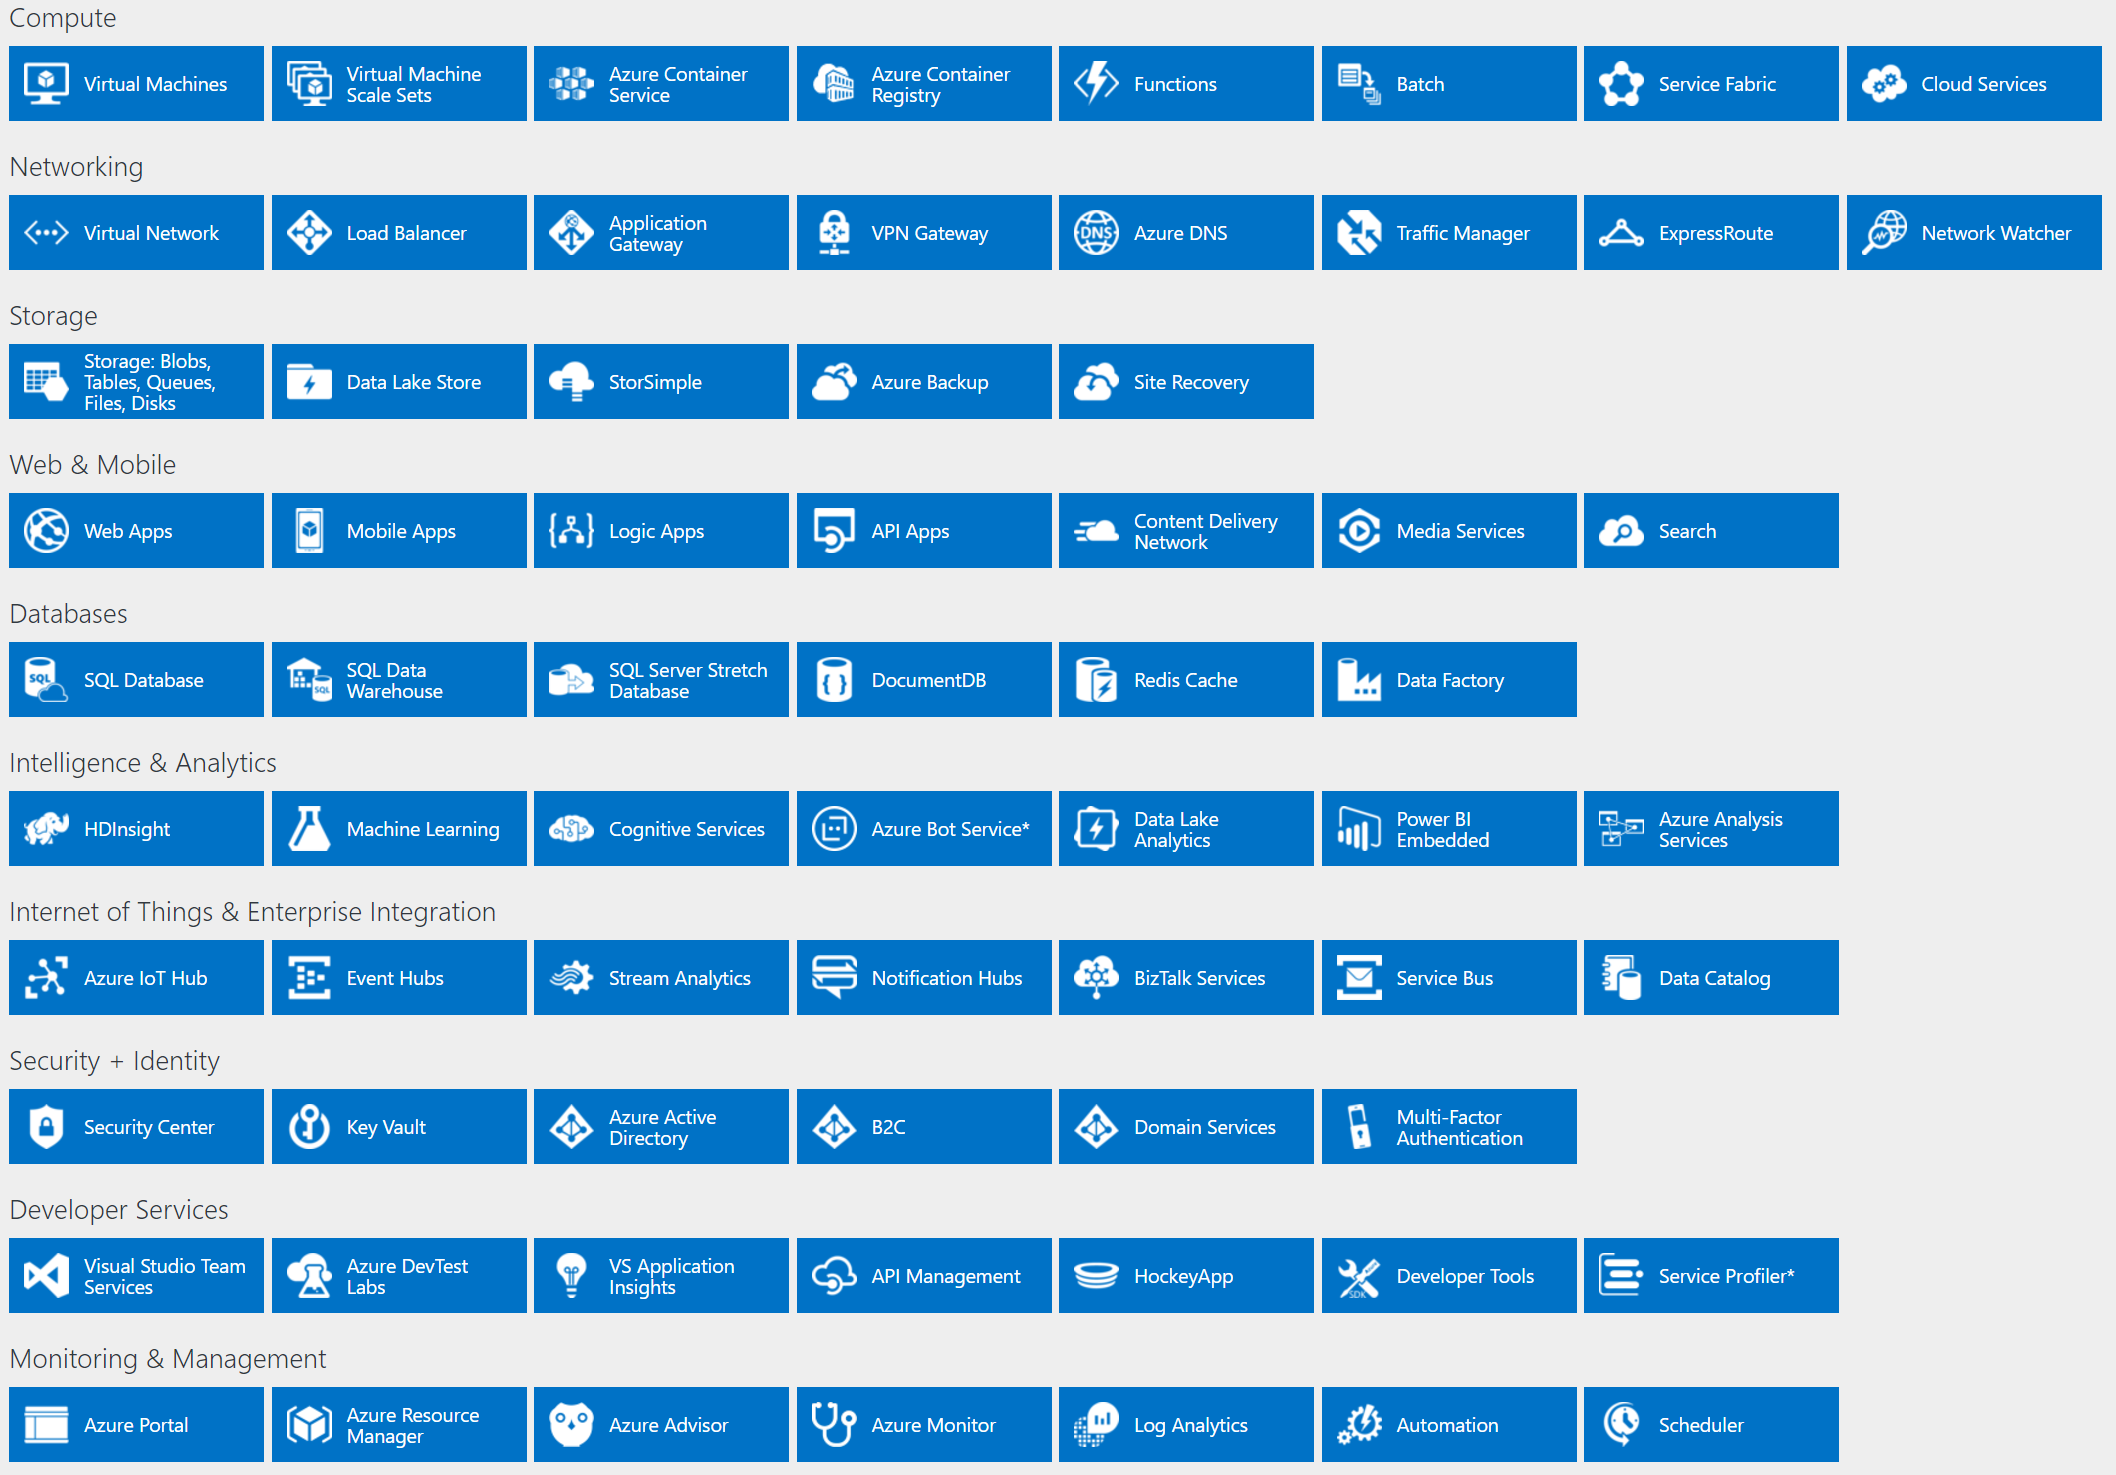 Compute
Virtual Machines
Virtual Machine
Scale Sets
Azure Container
Service
Azure Container
Registry
Functions
Batch
Service Fabric
Cloud Services
Networking
Virtual Network
Load Balancer
Application
Gateway
VPN Gateway
DNS
Azure DNS
Traffic Manager
ExpressRoute
Network Watcher
Storage
Storage: Blobs,
Tables, Queues,
Files, Disks
Data Lake Store
StorSimple
Azure Backup
Site Recovery
Web & Mobile
Web Apps
Mobile Apps
Logic Apps
API Apps
Content Delivery
Network
Media Services
Search
Databases
SQL
SQL Database
SQL
SQL Data
Warehouse
SQL Server Stretch
Database
DocumentDB
Redis Cache
Data Factory
Intelligence & Analytics
HDInsight
Machine Learning
Cognitive Services
Azure Bot Service*
Data Lake
Analytics
Power BI
Embedded
Azure Analysis
Services
Internet of Things & Enterprise Integration
Azure IoT Hub
Event Hubs
Stream Analytics
Notification Hubs
BizTalk Services
Service Bus
Data Catalog
Security + Identity
Security Center
Key Vault
Azure Active
Directory
B2C
Domain Services
Multi-Factor
Authentication
Developer Services
Visual Studio Team
Services
Azure DevTest
Labs
VS Application
Insights
API Management
HockeyApp
SDK
Developer Tools
Service Profiler*
Monitoring & Management
Azure Portal
Azure Resource
Manager
Azure Advisor
Azure Monitor
Log Analytics
Automation
Scheduler